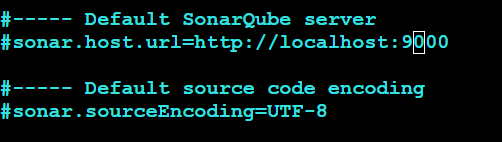 #----- Default SonarQube server
#sonar.host.url=http://localhost:9000
#----- Default source code encoding
#sonar.sourceEncoding=UTF-8